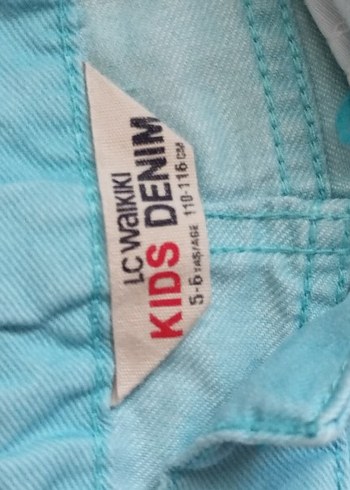 LC WAIKIKI
KIDS DENIM
5-6 YAŞ/AGE 110-116 CM